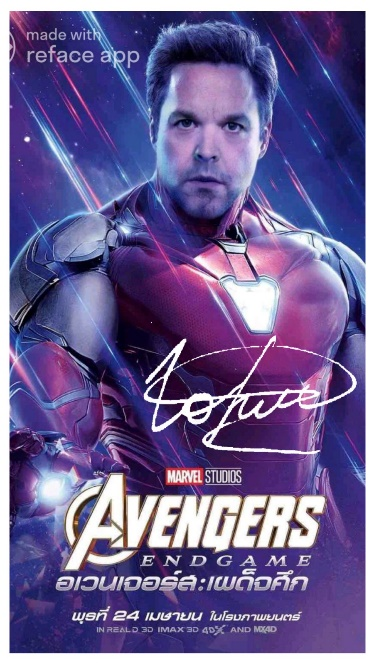 made with
reface app
MARVEL STUDIOS
AVENGERS
ENDGAME
อเวนเจอร์ส:เผด็จศึก
พุธที่ 24 เมษายน ในโรงภาพยนตร์
IN REAL D 3D IMAX 3D 4DX AND MX4D